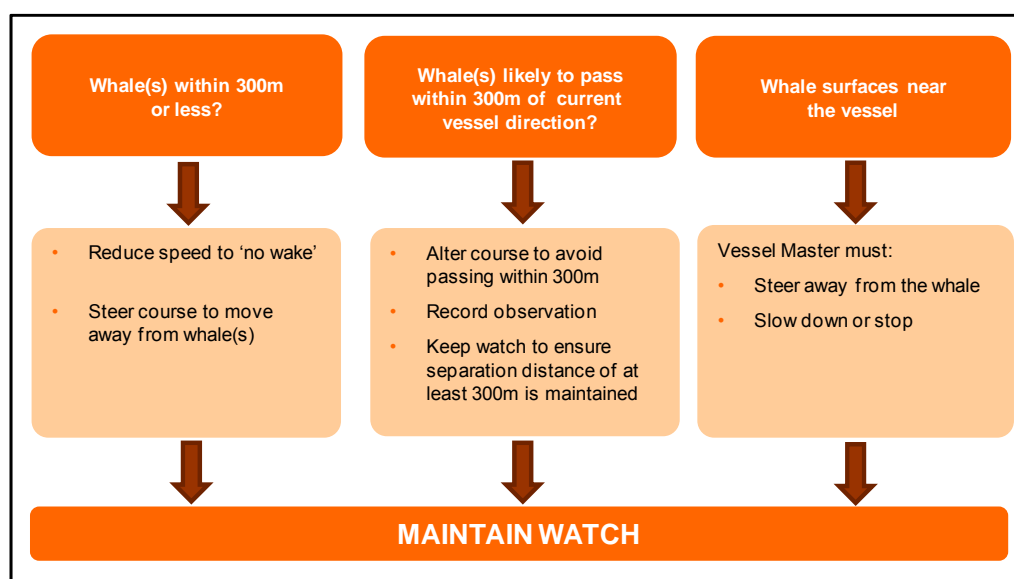 Whale(s) within 300m
or less?
Whale(s) likely to pass
within 300m of current
vessel direction?
Whale surfaces near
the vessel
• Reduce speed to ‘no wake’
• Steer course to move
away from whale(s)
• Alter course to avoid
passing within 300m
• Record observation
• Keep watch to ensure
separation distance of at
least 300m is maintained
Vessel Master must:
• Steer away from the whale
• Slow down or stop
MAINTAIN WATCH